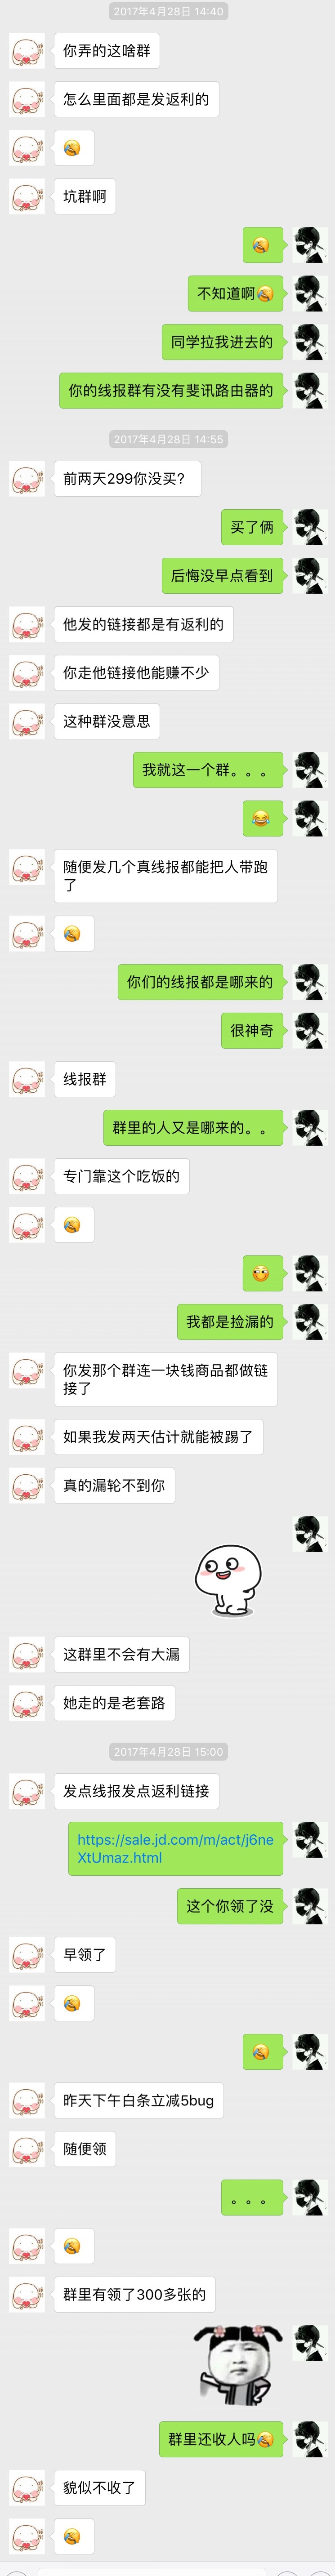 2017年4月28日 14:40
你弄的这啥群
怎么里面都是发返利的
坑群啊
不知道啊
同学拉我进去的
你的线报群有没有斐讯路由器的
2017年4月28日 14:55
前两天299你没买？
买了俩
后悔没早点看到
他发的链接都是有返利的
你走他链接他能赚不少
这种群没意思
我就这一个群。。。
随便发几个真线报都能把人带跑
了
你们的线报都是哪来的
很神奇
线报群
群里的人又是哪来的。。
专门靠这个吃饭的
我都是捡漏的
你发那个群连一块钱商品都做链
接了
如果我发两天估计就能被踢了
真的漏轮不到你
这群里不会有大漏
她走的是老套路
2017年4月28日 15:00
发点线报发点返利链接
https://sale.jd.com/m/act/j6ne
XtUmaz.html
这个你领了没
早领了
昨天下午白条立减5bug
随便领
。。。
群里有领了300多张的
群里还收人吗
貌似不收了